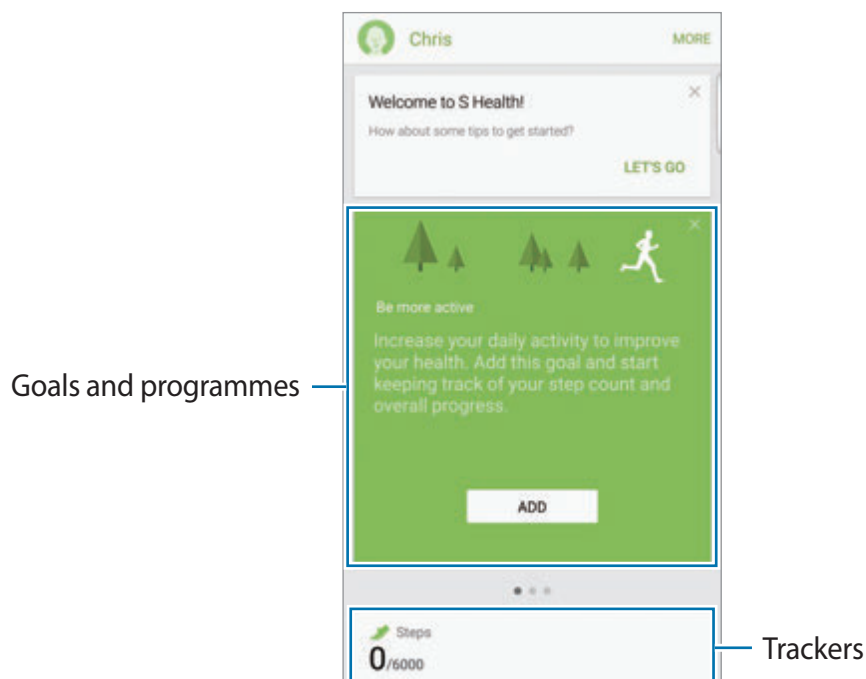 Chris
MORE
Welcome to S Health!
How about some tips to get started?
LET'S GO
Be more active
Increase your daily activity to improve
your health. Add this goal and start
keeping track of your step count and
overall progress.
Goals and programmes
ADD
Steps
0/6000
Trackers